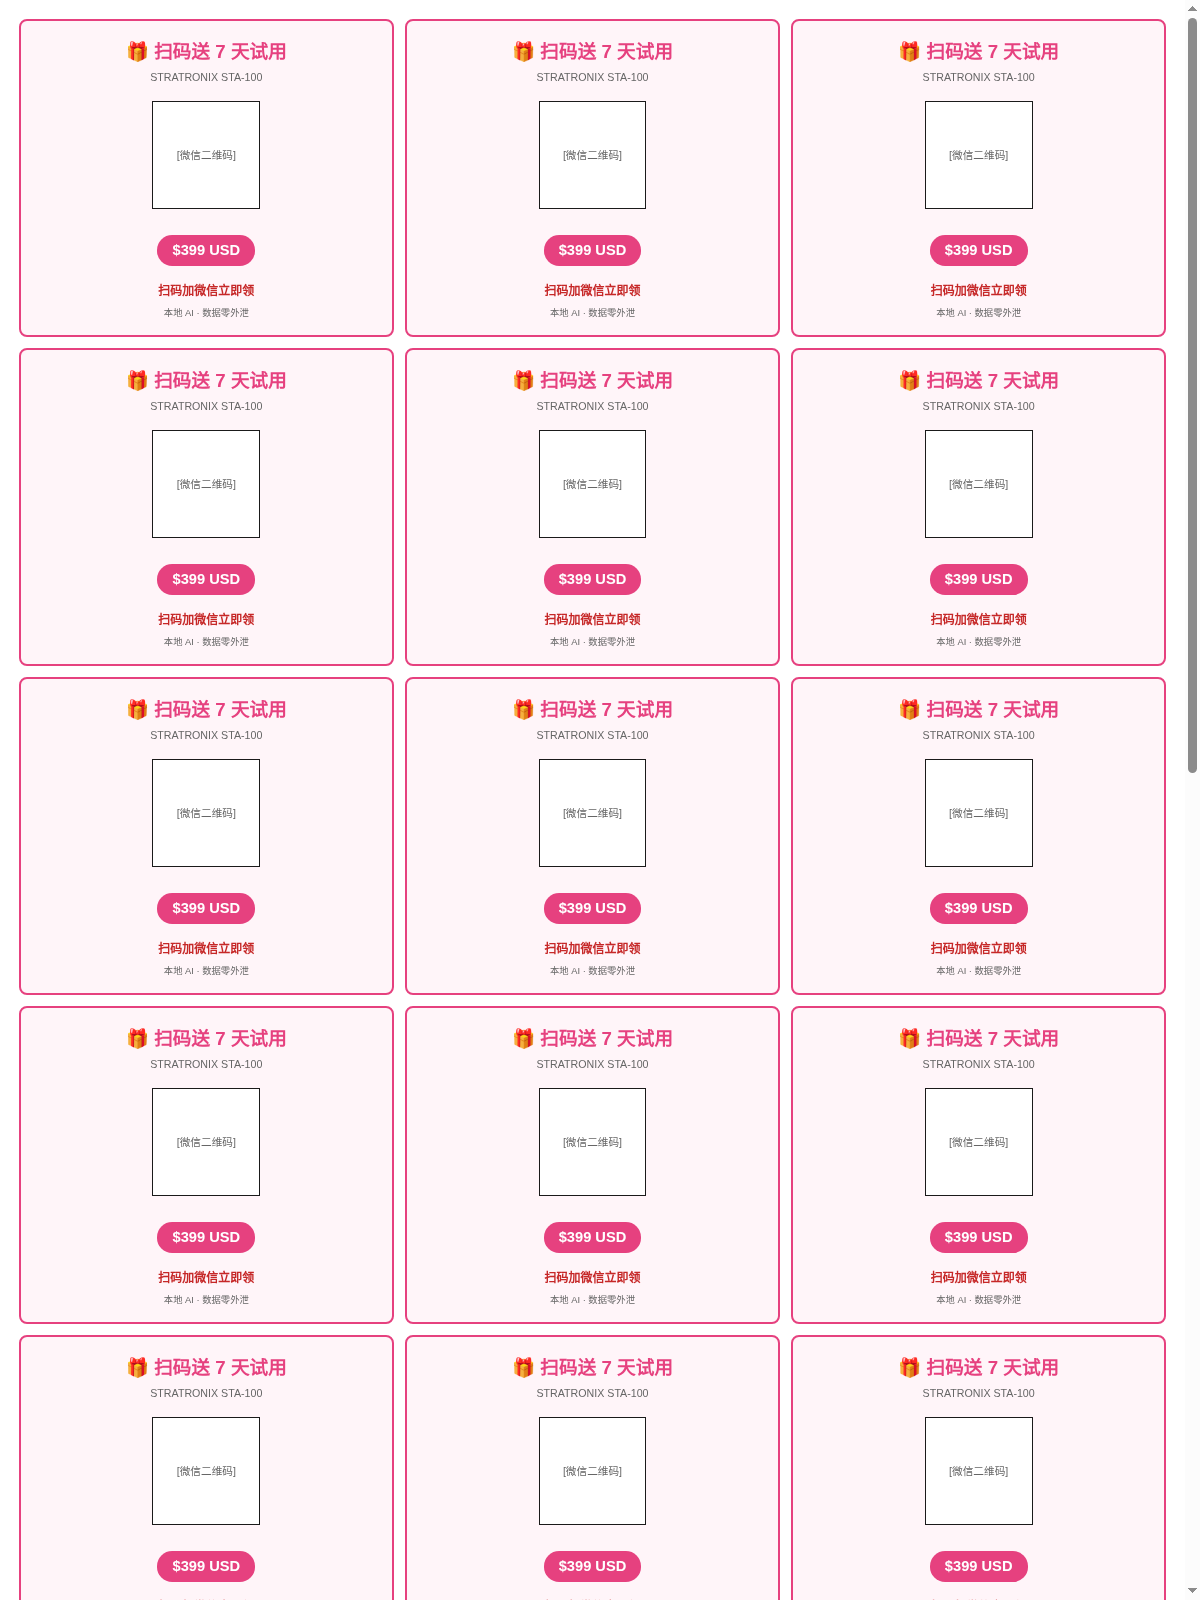 🎁 扫码送 7 天试用
STRATRONIX STA-100
[微信二维码]
$399 USD
扫码加微信立即领
本地 AI · 数据零外泄
🎁 扫码送 7 天试用
STRATRONIX STA-100
[微信二维码]
$399 USD
扫码加微信立即领
本地 AI · 数据零外泄
🎁 扫码送 7 天试用
STRATRONIX STA-100
[微信二维码]
$399 USD
扫码加微信立即领
本地 AI · 数据零外泄
🎁 扫码送 7 天试用
STRATRONIX STA-100
[微信二维码]
$399 USD
扫码加微信立即领
本地 AI · 数据零外泄
🎁 扫码送 7 天试用
STRATRONIX STA-100
[微信二维码]
$399 USD
扫码加微信立即领
本地 AI · 数据零外泄
🎁 扫码送 7 天试用
STRATRONIX STA-100
[微信二维码]
$399 USD
扫码加微信立即领
本地 AI · 数据零外泄
🎁 扫码送 7 天试用
STRATRONIX STA-100
[微信二维码]
$399 USD
扫码加微信立即领
本地 AI · 数据零外泄
🎁 扫码送 7 天试用
STRATRONIX STA-100
[微信二维码]
$399 USD
扫码加微信立即领
本地 AI · 数据零外泄
🎁 扫码送 7 天试用
STRATRONIX STA-100
[微信二维码]
$399 USD
扫码加微信立即领
本地 AI · 数据零外泄
🎁 扫码送 7 天试用
STRATRONIX STA-100
[微信二维码]
$399 USD
扫码加微信立即领
本地 AI · 数据零外泄
🎁 扫码送 7 天试用
STRATRONIX STA-100
[微信二维码]
$399 USD
扫码加微信立即领
本地 AI · 数据零外泄
🎁 扫码送 7 天试用
STRATRONIX STA-100
[微信二维码]
$399 USD
扫码加微信立即领
本地 AI · 数据零外泄
🎁 扫码送 7 天试用
STRATRONIX STA-100
[微信二维码]
$399 USD
🎁 扫码送 7 天试用
STRATRONIX STA-100
[微信二维码]
$399 USD
🎁 扫码送 7 天试用
STRATRONIX STA-100
[微信二维码]
$399 USD